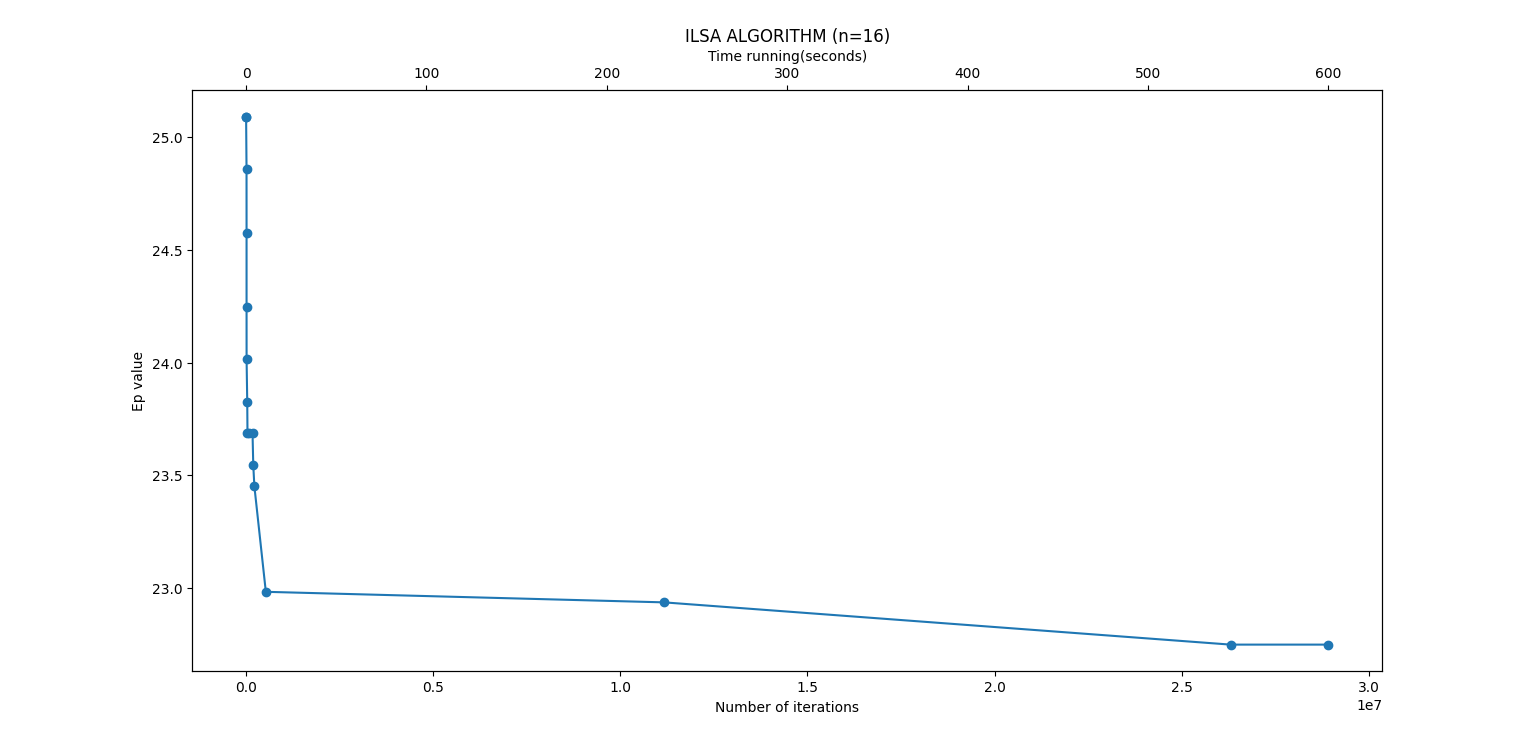 ILSA ALGORITHM (n=16)
Time running(seconds)
0 100 200 300 400 500 600
25.0
24.5
24.0
23.5
23.0
Ep value
0.0 0.5 1.0 1.5 2.0 2.5 3.0
1e7
Number of iterations